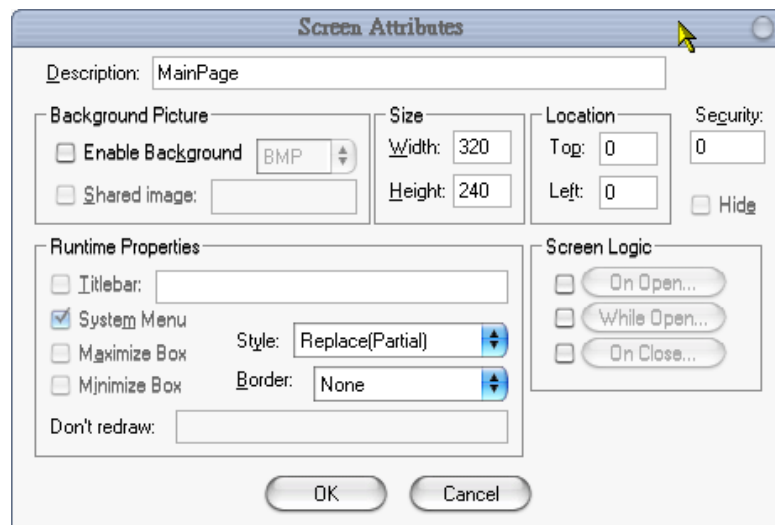 Screen Attributes
Description: MainPage
Background Picture
Enable Background BMP
Shared image:
Size
Width: 320
Height: 240
Location
Top: 0
Left: 0
Security:
0
Hide
Runtime Properties
Titlebar:
System Menu
Maximize Box
Minimize Box
Style: Replace(Partial)
Border: None
Don't redraw:
Screen Logic
On Open...
While Open...
On Close...
OK Cancel